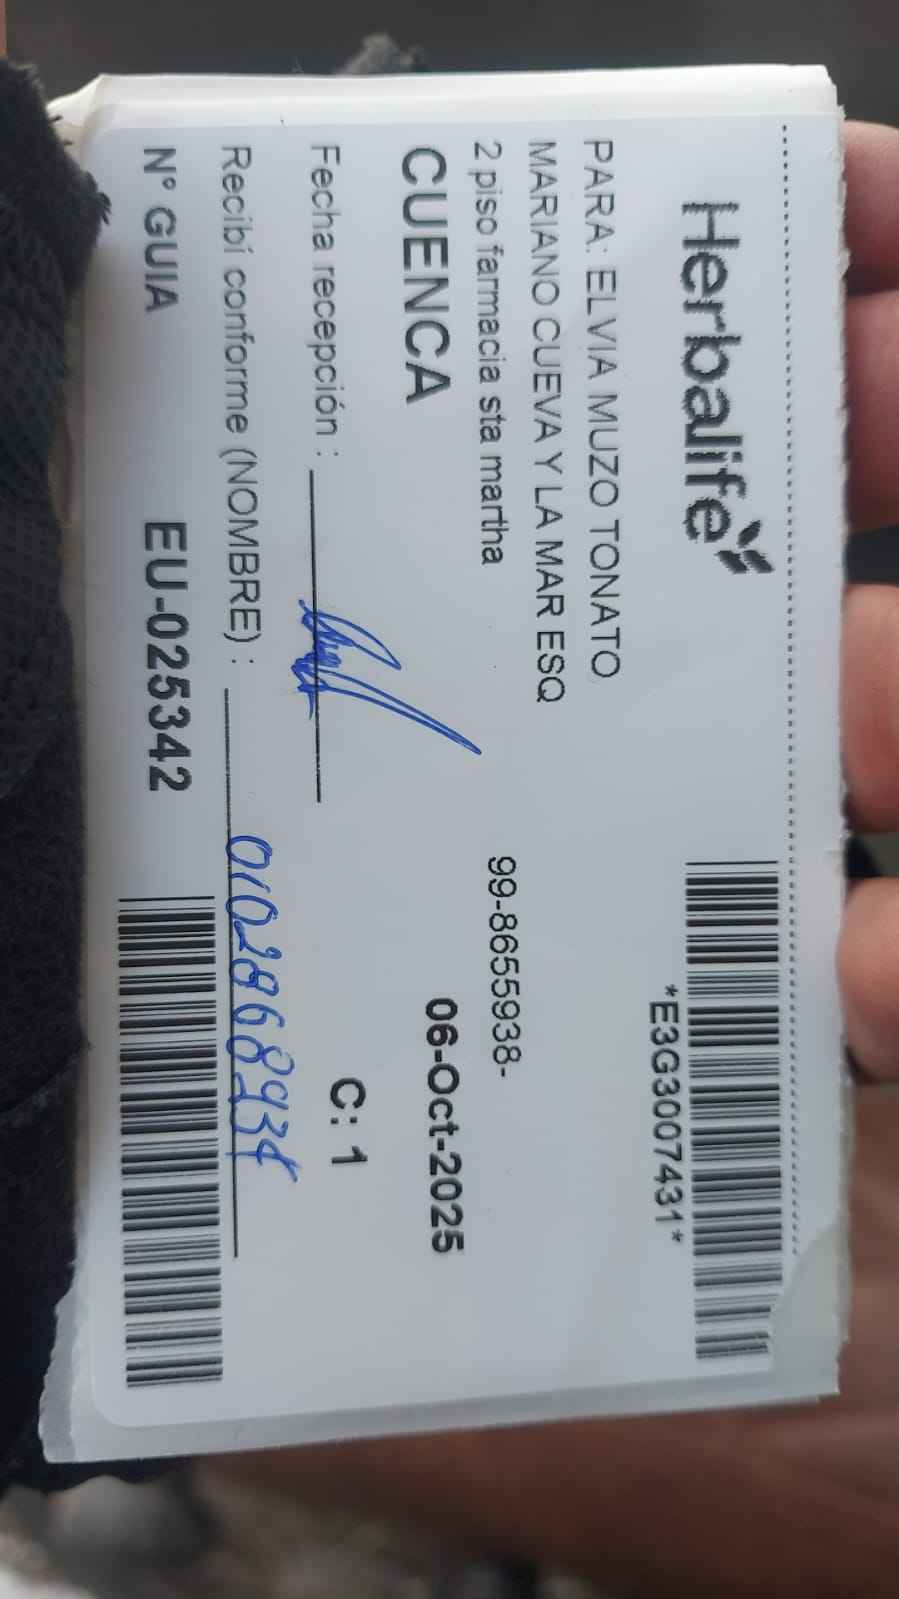 Herbalife
*E3G3007431*
PARA: ELVIA MUZO TONATO
MARIANO CUEVA Y LA MAR ESQ
2 piso farmacia sta martha
99-8655938-
CUENCA
06-Oct-2025
Fecha recepción :
C: 1
Recibí conforme (NOMBRE) : 0102868934
N° GUIA EU-025342